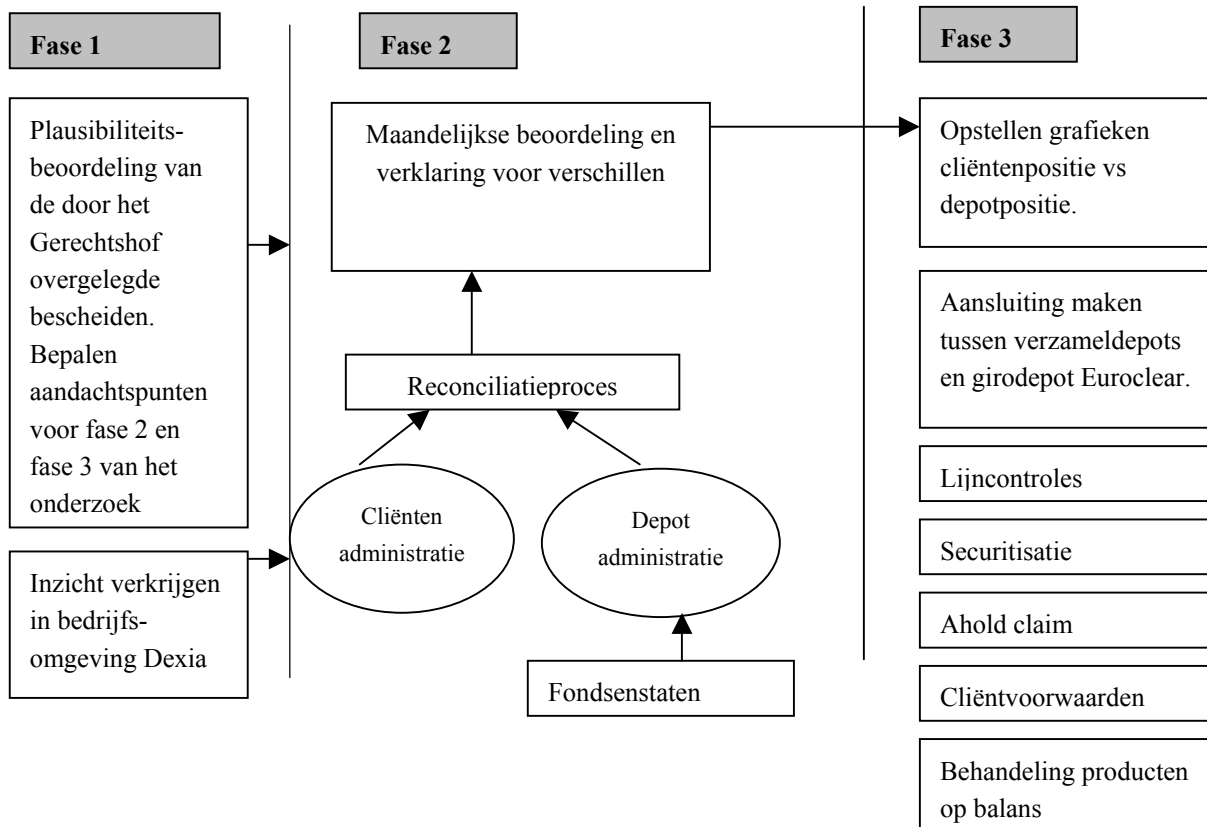 Fase 1
Plausibiliteits-
beoordeling van
de door het
Gerechtshof
overgelegde
bescheiden.
Bepalen
aandachtspunten
voor fase 2 en
fase 3 van het
onderzoek
Inzicht verkrijgen
in bedrijfs-
omgeving Dexia
Fase 2
Maandelijkse beoordeling en
verklaring voor verschillen
Reconciliatieproces
Cliënten
administratie
Depot
administratie
Fondsenstaten
Fase 3
Opstellen grafieken
cliëntenpositie vs
depotpositie.
Aansluiting maken
tussen verzameldepots
en girodepot Euroclear.
Lijncontroles
Securitisatie
Ahold claim
Cliëntvoorwaarden
Behandeling producten
op balans